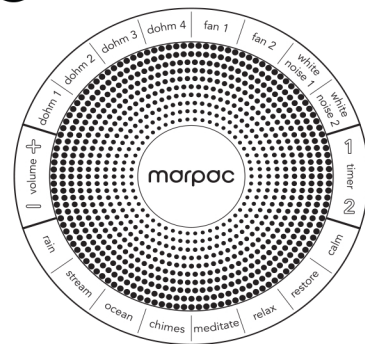 dohm 1
dohm 2
dohm 3
dohm 4
fan 1
fan 2
white
noise 1
white
noise 2
1
timer
2
calm
restore
relax
meditate
chimes
ocean
stream
rain
−
volume
+
marpac